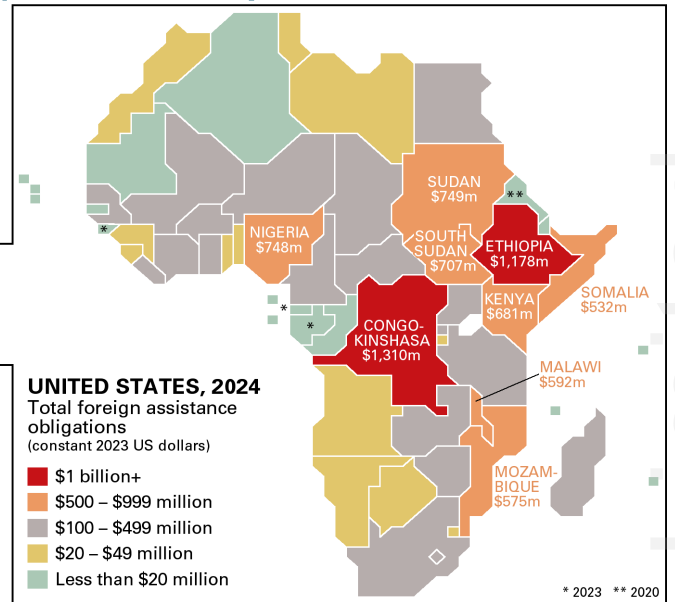 SUDAN
$749m
**
NIGERIA
$748m
*
SOUTH
SUDAN
$707m
ETHIOPIA
$1,178m
KENYA
$681m
SOMALIA
$532m
*
*
CONGO-
KINSHASA
$1,310m
MALAWI
$592m
MOZAM-
BIQUE
$575m
UNITED STATES, 2024
Total foreign assistance
obligations
(constant 2023 US dollars)
$1 billion+
$500 – $999 million
$100 – $499 million
$20 – $49 million
Less than $20 million
* 2023 ** 2020